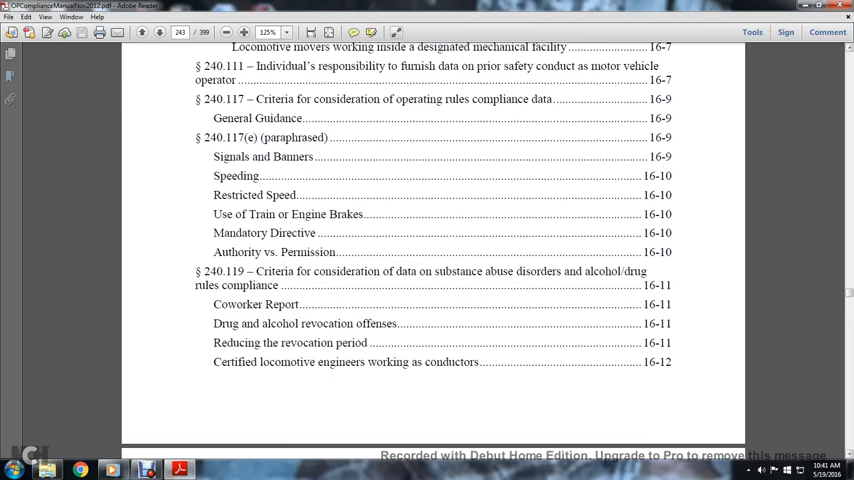 OPComplianceManualNov2012.pdf - Adobe Reader
File Edit View Window Help
243 / 399 125% Tools Sign Comment
Locomotive movers working inside a designated mechanical facility 16-7
§ 240.111 – Individual's responsibility to furnish data on prior safety conduct as motor vehicle
operator 16-7
§ 240.117 – Criteria for consideration of operating rules compliance data 16-9
General Guidance 16-9
§ 240.117(e) (paraphrased) 16-9
Signals and Banners 16-9
Speeding 16-10
Restricted Speed 16-10
Use of Train or Engine Brakes 16-10
Mandatory Directive 16-10
Authority vs. Permission 16-10
§ 240.119 – Criteria for consideration of data on substance abuse disorders and alcohol/drug
rules compliance 16-11
Coworker Report 16-11
Drug and alcohol revocation offenses 16-11
Reducing the revocation period 16-11
Certified locomotive engineers working as conductors 16-12
NCH
Recorded with Debut Home Edition. Upgrade to Pro to remove this message
10:41 AM
5/19/2016